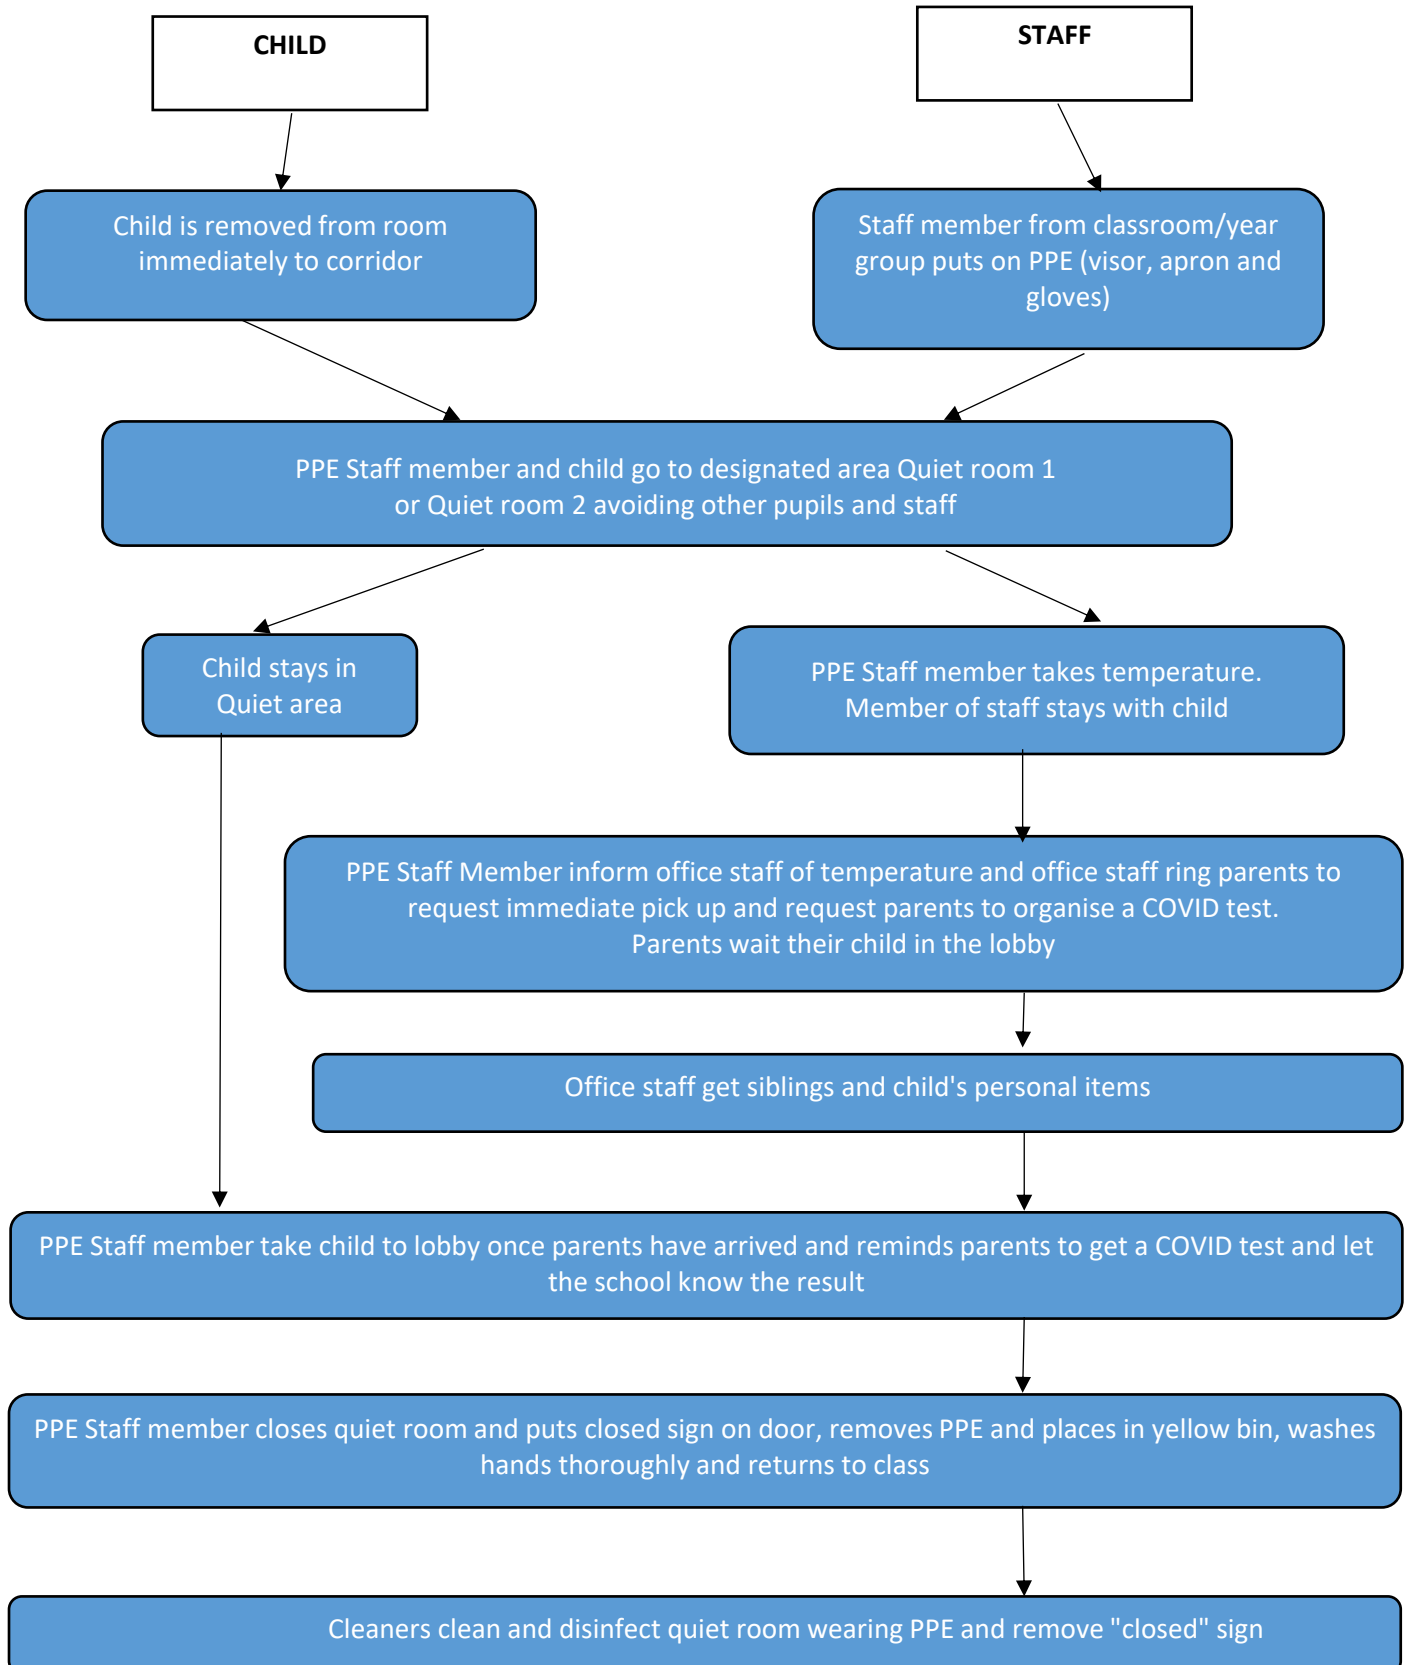 CHILD
STAFF
Child is removed from room
immediately to corridor
Staff member from classroom/year
group puts on PPE (visor, apron and
gloves)
PPE Staff member and child go to designated area Quiet room 1
or Quiet room 2 avoiding other pupils and staff
Child stays in
Quiet area
PPE Staff member takes temperature.
Member of staff stays with child
PPE Staff Member inform office staff of temperature and office staff ring parents to
request immediate pick up and request parents to organise a COVID test.
Parents wait their child in the lobby
Office staff get siblings and child's personal items
PPE Staff member take child to lobby once parents have arrived and reminds parents to get a COVID test and let
the school know the result
PPE Staff member closes quiet room and puts closed sign on door, removes PPE and places in yellow bin, washes
hands thoroughly and returns to class
Cleaners clean and disinfect quiet room wearing PPE and remove "closed" sign